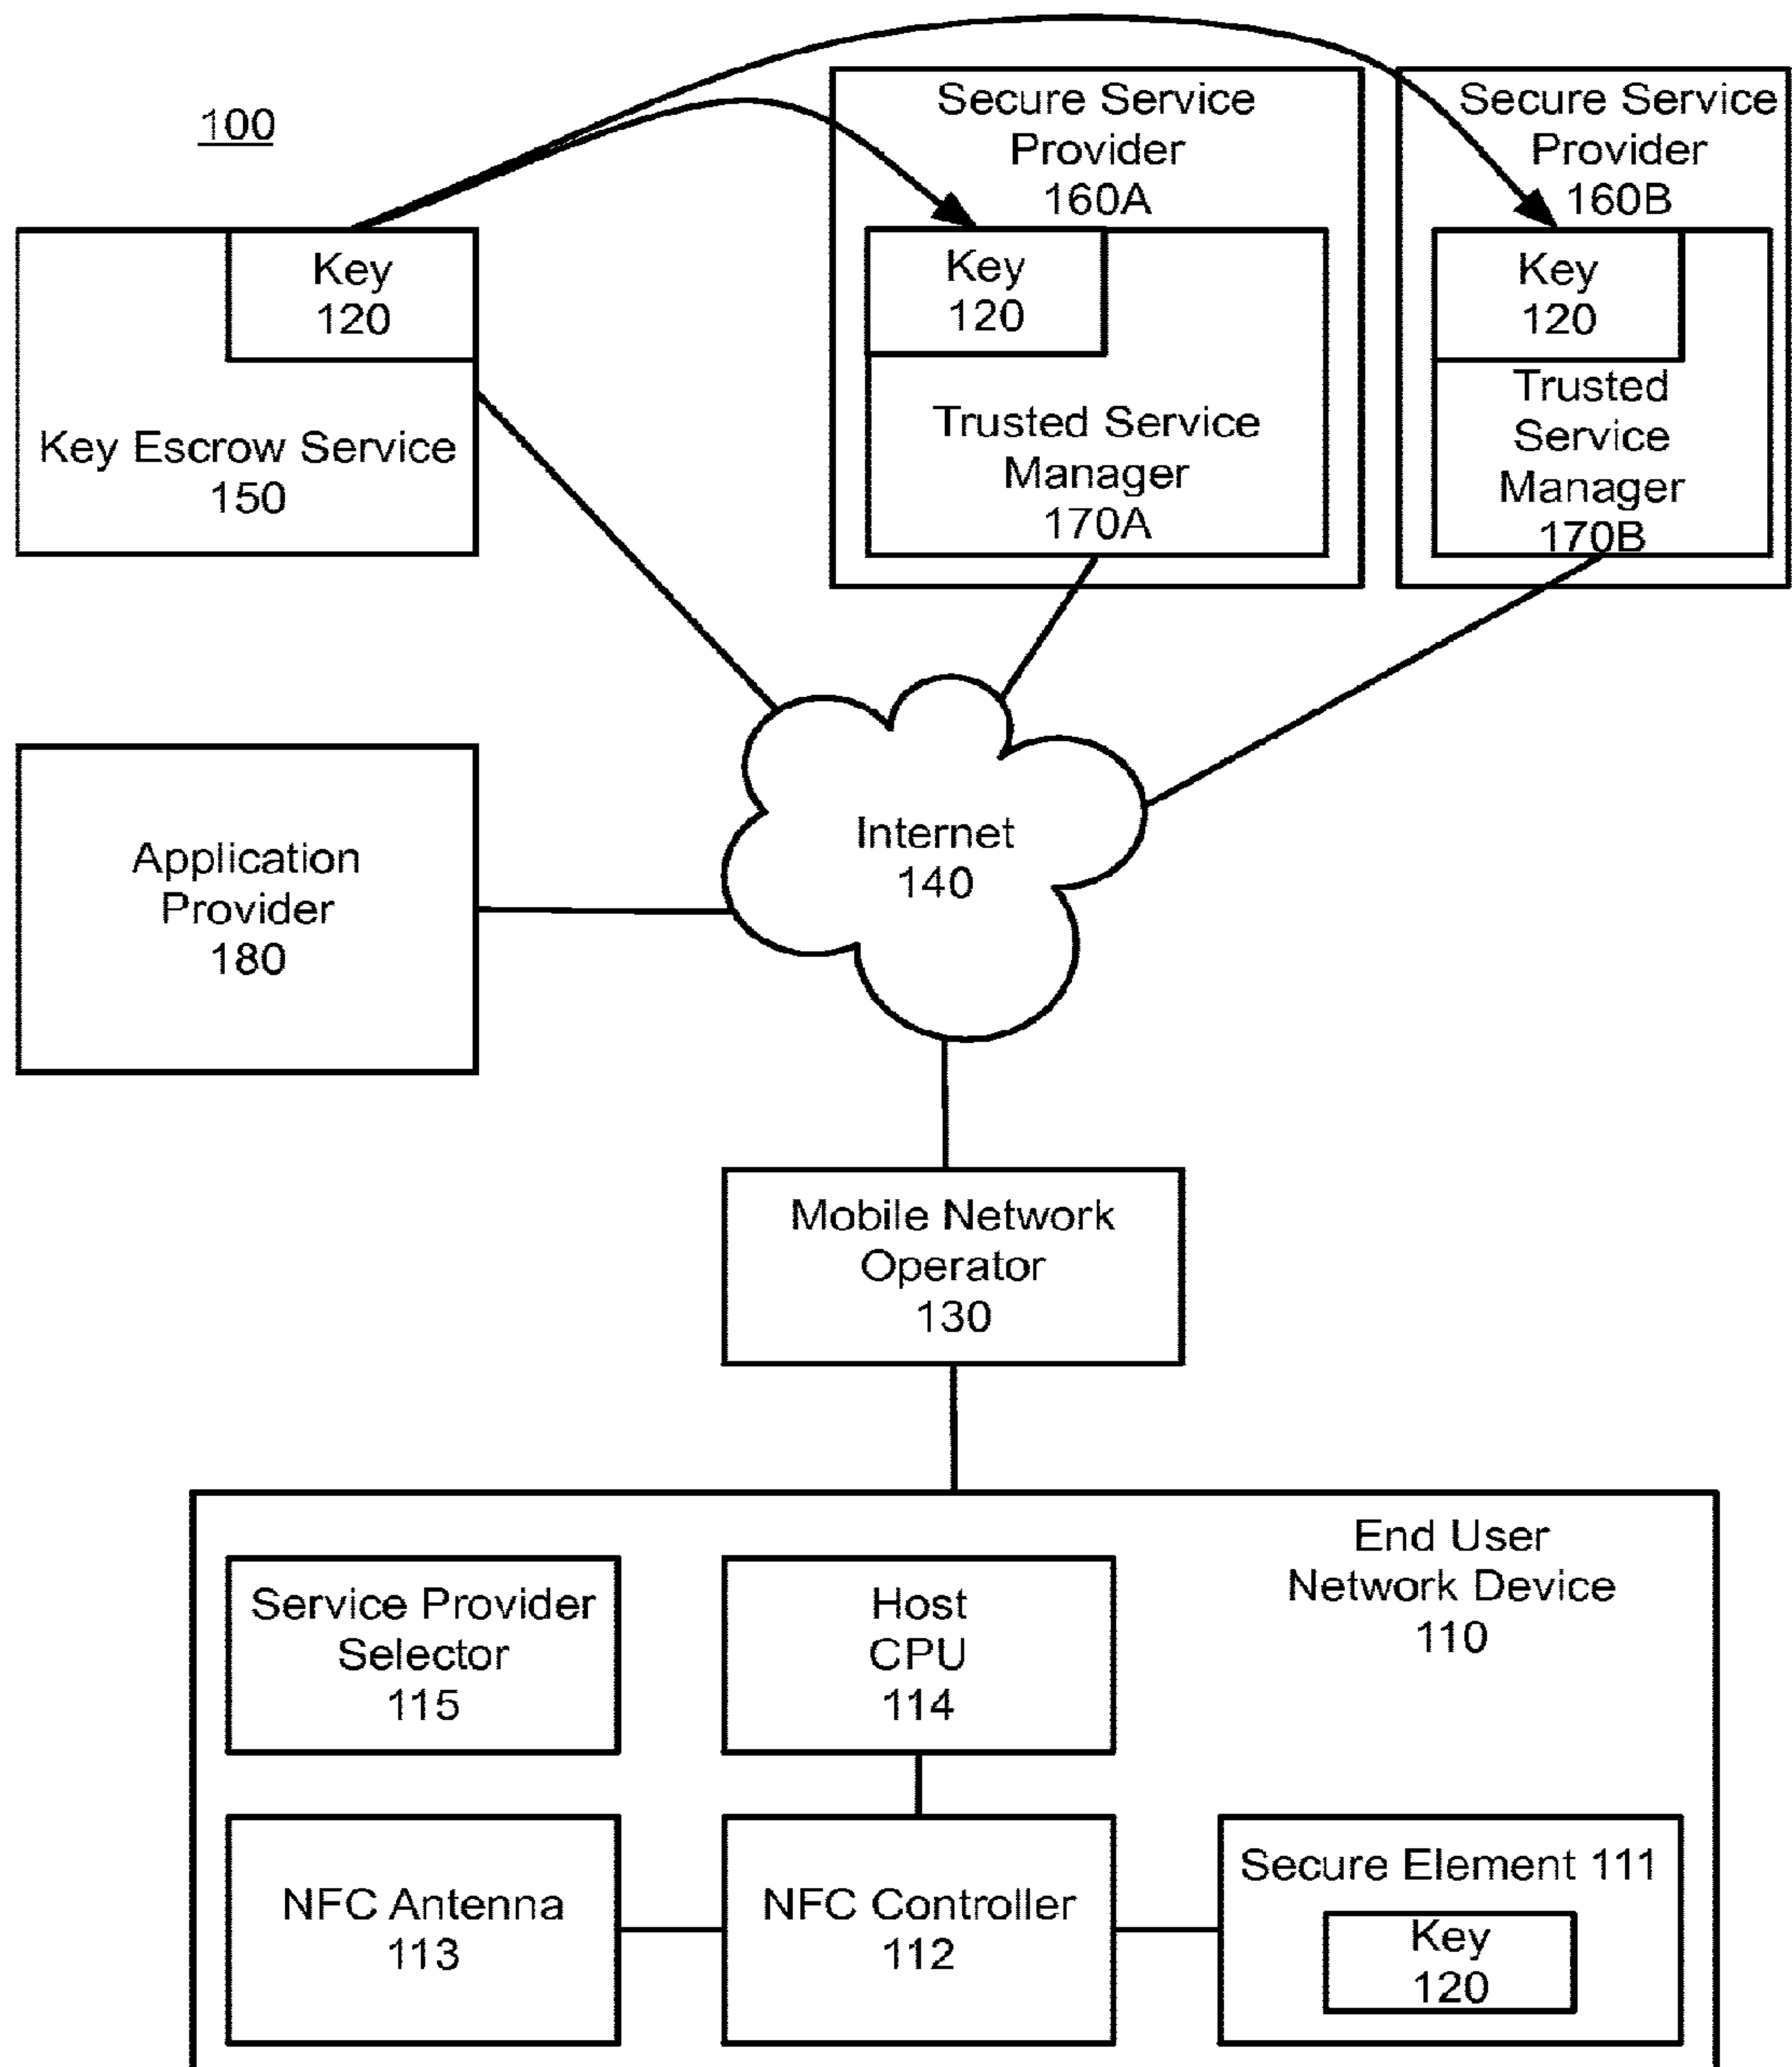 100
Secure Service
Provider
160A
Secure Service
Provider
160B
Key
120
Key Escrow Service
150
Key
120
Trusted Service
Manager
170A
Key
120
Trusted
Service
Manager
170B
Application
Provider
180
Internet
140
Mobile Network
Operator
130
End User
Network Device
110
Service Provider
Selector
115
Host
CPU
114
NFC Antenna
113
NFC Controller
112
Secure Element 111
Key
120